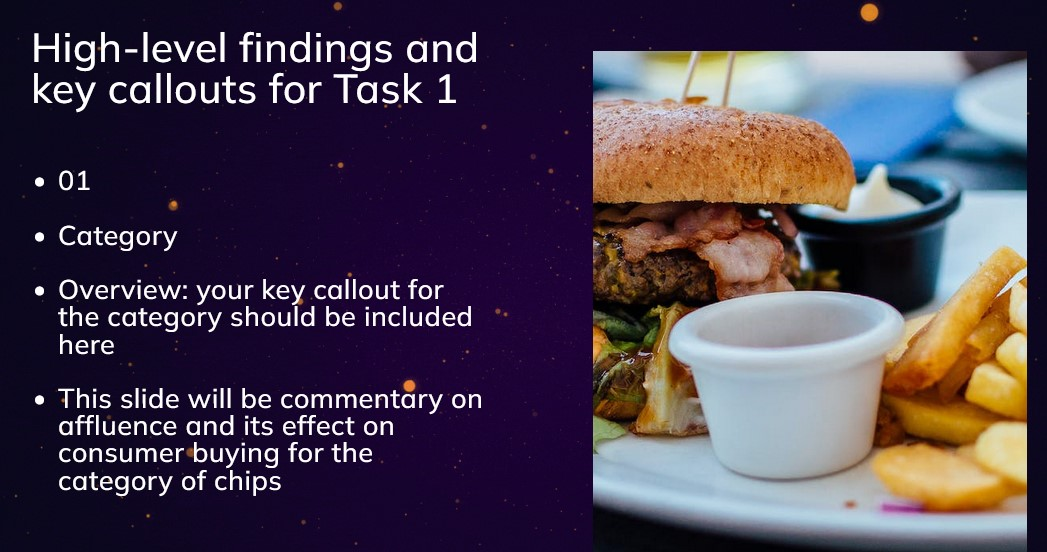 High-level findings and
key callouts for Task 1
• 01
• Category
• Overview: your key callout for
the category should be included
here
• This slide will be commentary on
affluence and its effect on
consumer buying for the
category of chips